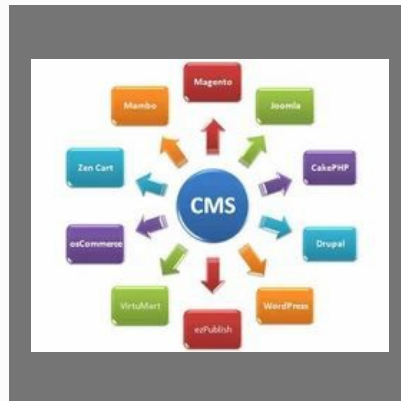 Magento
Mambo
Joomla
Zen Cart
CakePHP
CMS
osCommerce
Drupal
VirtuMart
WordPress
ezPublish